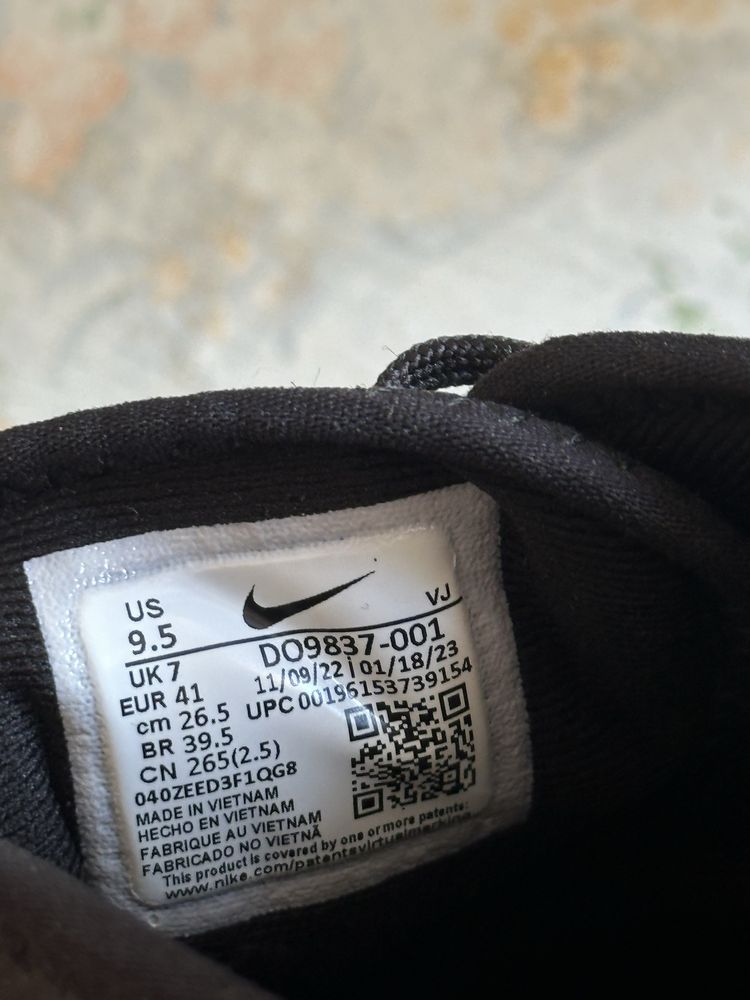 US
9.5
VJ
UK 7
EUR 41
cm 26.5
BR 39.5
CN 265(2.5)
DO9837-001
11/09/22 | 01/18/23
UPC 00196153739154
040ZEED3F1QG8
MADE IN VIETNAM
HECHO EN VIETNAM
FABRIQUE AU VIETNAM
FABRICADO NO VIETNÃ
This product is covered by one or more patents:
www.nike.com/patentsvirtualmarking